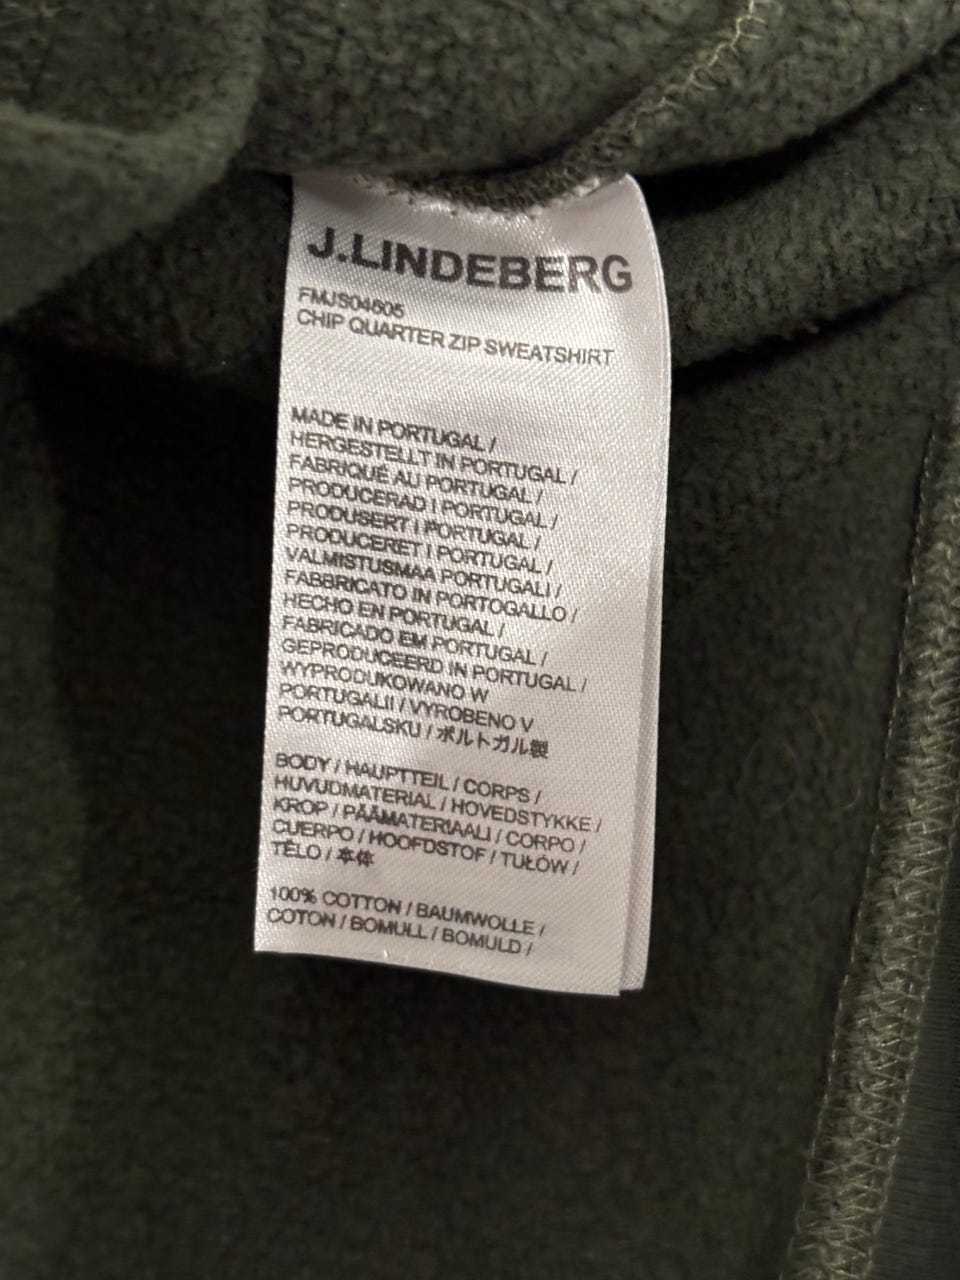 J.LINDEBERG
FMJS04605
CHIP QUARTER ZIP SWEATSHIRT
MADE IN PORTUGAL /
HERGESTELLT IN PORTUGAL /
FABRIQUÉ AU PORTUGAL /
PRODUCERAD I PORTUGAL /
PRODUSERT I PORTUGAL /
PRODUCERET I PORTUGAL /
VALMISTUSMAA PORTUGALI /
FABBRICATO IN PORTOGALLO /
HECHO EN PORTUGAL /
FABRICADO EM PORTUGAL /
GEPRODUCEERD IN PORTUGAL /
WYPRODUKOWANO W
PORTUGALII / VYROBENO V
PORTUGALSKU / ポルトガル製
BODY / HAUPTTEIL / CORPS /
HUVUDMATERIAL / HOVEDSTYKKE /
KROP / PÄÄMATERIAALI / CORPO /
CUERPO / HOOFDSTOF / TUŁÓW /
TĚLO / 本体
100% COTTON / BAUMWOLLE /
COTON / BOMULL / BOMULD /